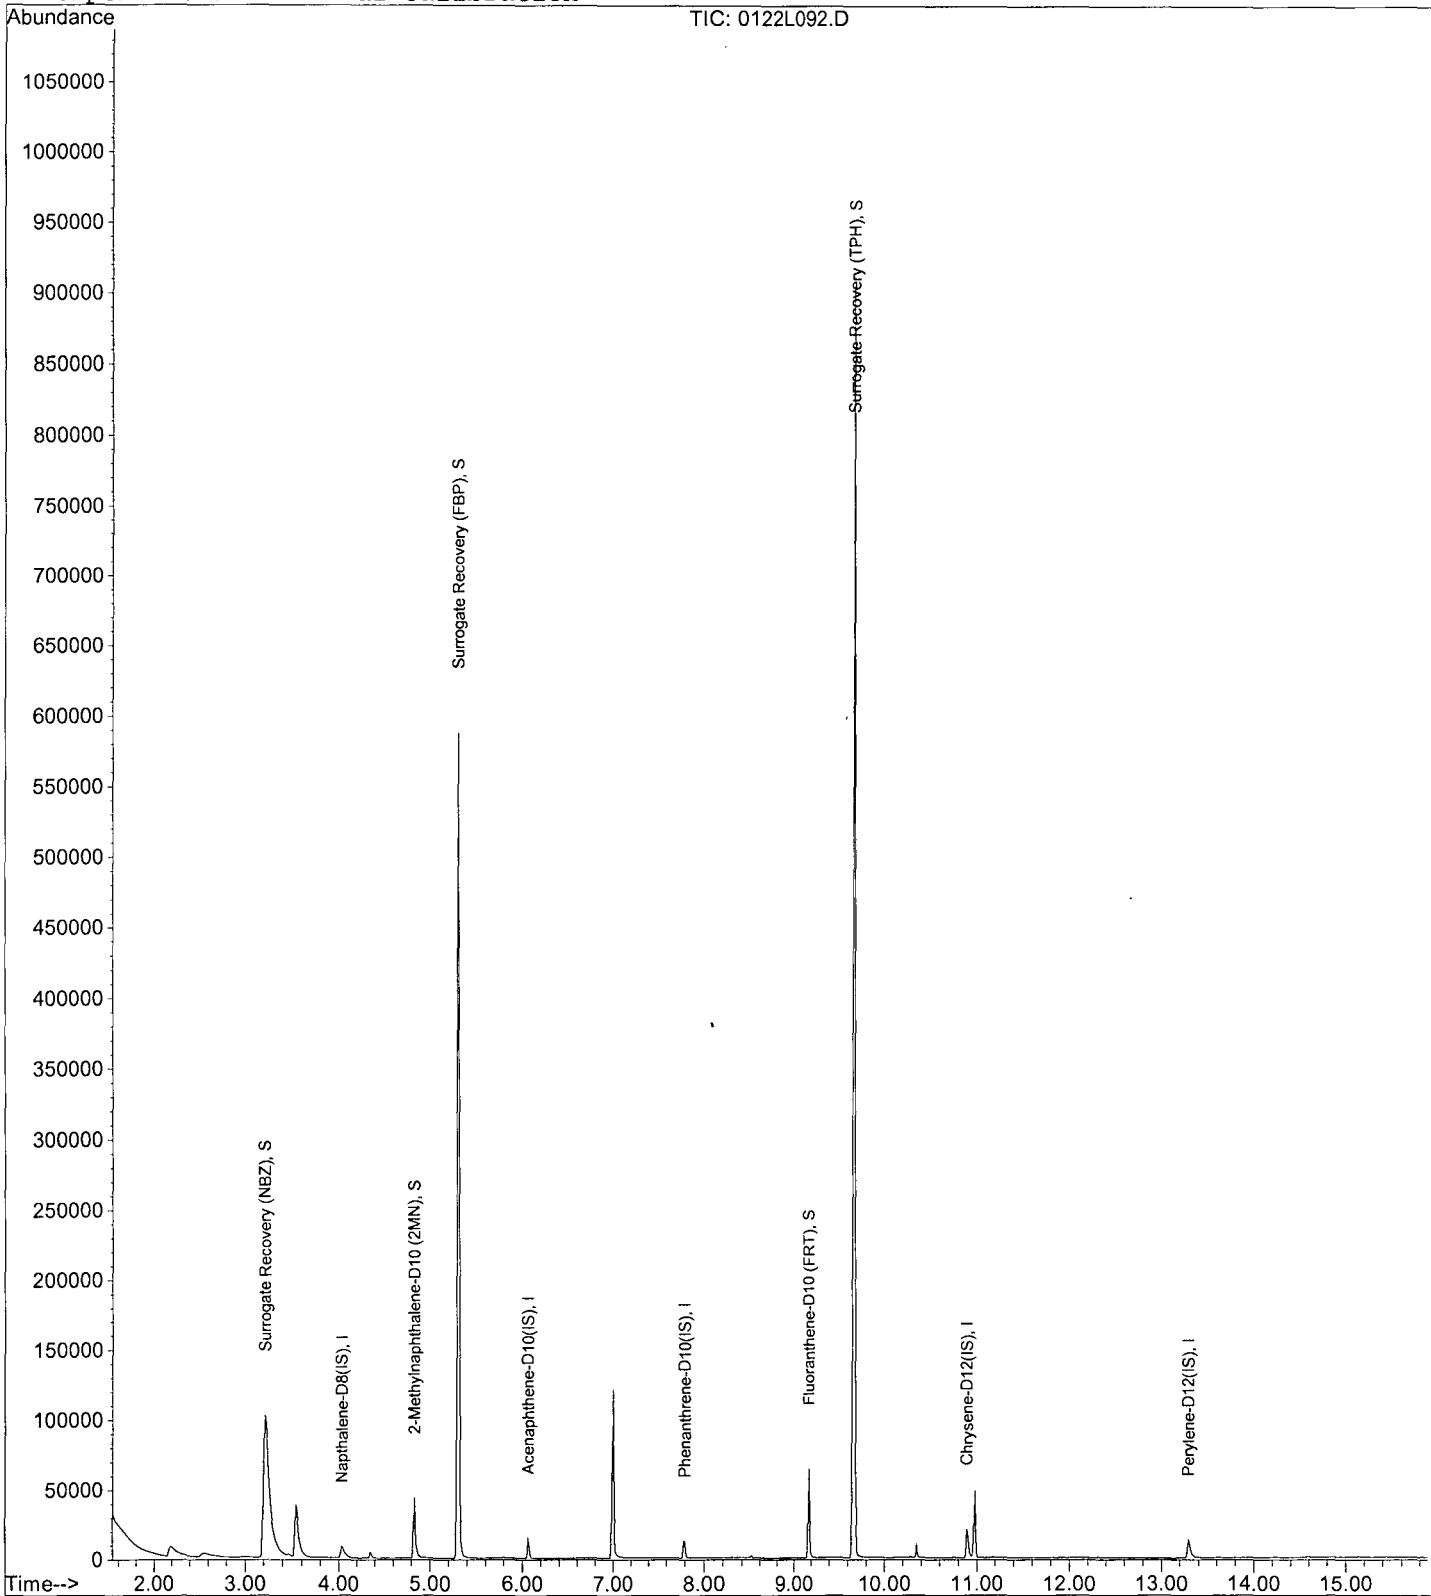 Abundance
TIC: 0122L092.D
1050000
1000000
950000
900000
850000
800000
750000
700000
650000
600000
550000
500000
450000
400000
350000
300000
250000
200000
150000
100000
50000
0
Surrogate Recovery (NBZ), S
Napthalene-D8(IS), I
2-Methylnaphthalene-D10 (2MN), S
Surrogate Recovery (FBP), S
Acenaphthene-D10(IS), I
Phenanthrene-D10(IS), I
Fluoranthene-D10 (FRT), S
Surrogate Recovery (TPH), S
Chrysene-D12(IS), I
Perylene-D12(IS), I
Time--> 2.00 3.00 4.00 5.00 6.00 7.00 8.00 9.00 10.00 11.00 12.00 13.00 14.00 15.00